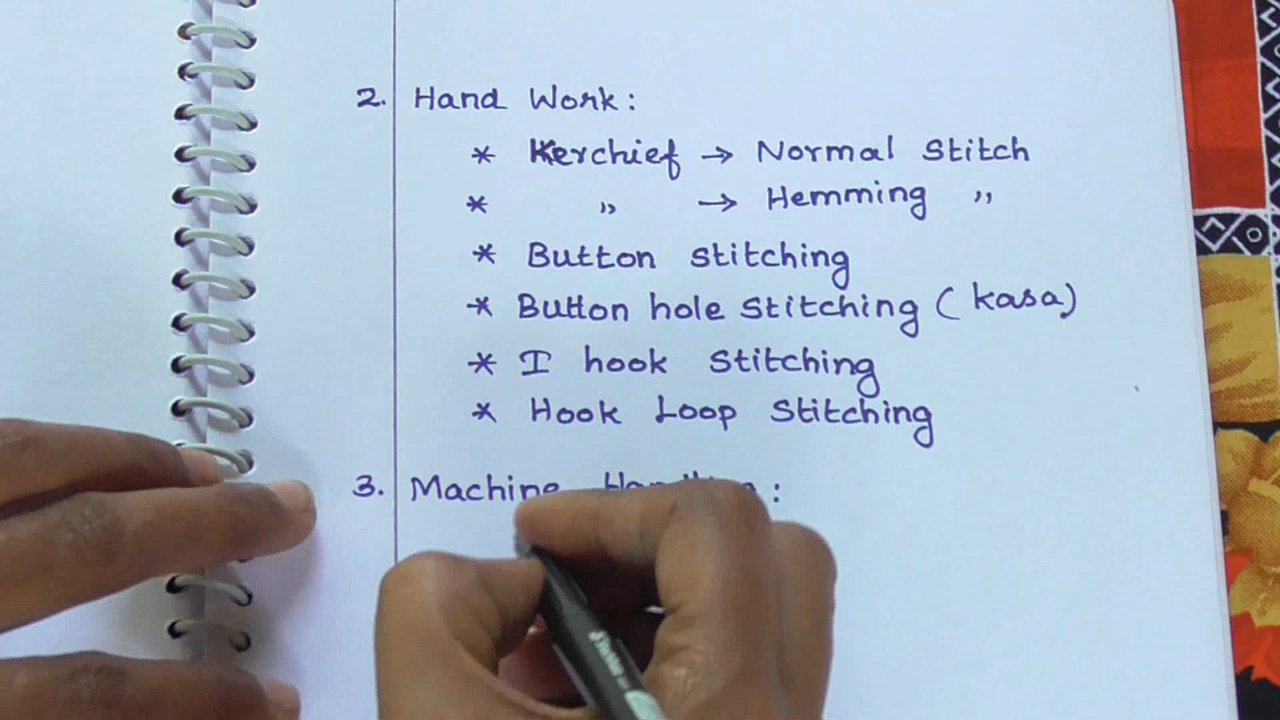 2. Hand Work:
* Kerchief → Normal Stitch
* „ → Hemming „
* Button stitching
* Button hole Stitching (kasa)
* I hook Stitching
* Hook Loop Stitching
3. Machine :